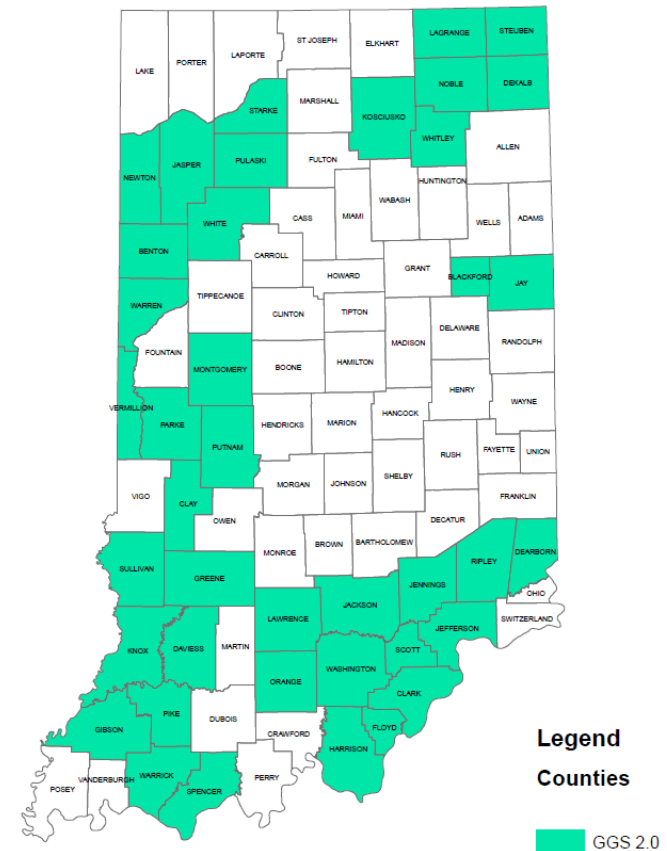 LAGRANGE
STEUBEN
ST JOSEPH
ELKHART
LAPORTE
PORTER
LAKE
NOBLE
DEKALB
MARSHALL
STARKE
KOSCIUSKO
WHITLEY
ALLEN
FULTON
PULASKI
JASPER
NEWTON
HUNTINGTON
WABASH
MIAMI
CASS
WHITE
WELLS
ADAMS
BENTON
CARROLL
GRANT
HOWARD
BLACKFORD
JAY
TIPPECANOE
WARREN
CLINTON
TIPTON
DELAWARE
MADISON
RANDOLPH
FOUNTAIN
MONTGOMERY
BOONE
HAMILTON
HENRY
WAYNE
VERMILLION
PARKE
HENDRICKS
MARION
HANCOCK
PUTNAM
RUSH
FAYETTE
UNION
SHELBY
MORGAN
JOHNSON
FRANKLIN
VIGO
CLAY
OWEN
DECATUR
MONROE
BROWN
BARTHOLOMEW
DEARBORN
RIPLEY
SULLIVAN
GREENE
JENNINGS
OHIO
JACKSON
LAWRENCE
SWITZERLAND
JEFFERSON
KNOX
DAVIESS
MARTIN
SCOTT
WASHINGTON
ORANGE
CLARK
PIKE
DUBOIS
GIBSON
FLOYD
CRAWFORD
HARRISON
POSEY
VANDERBURGH
WARRICK
PERRY
SPENCER
Legend
Counties
GGS 2.0